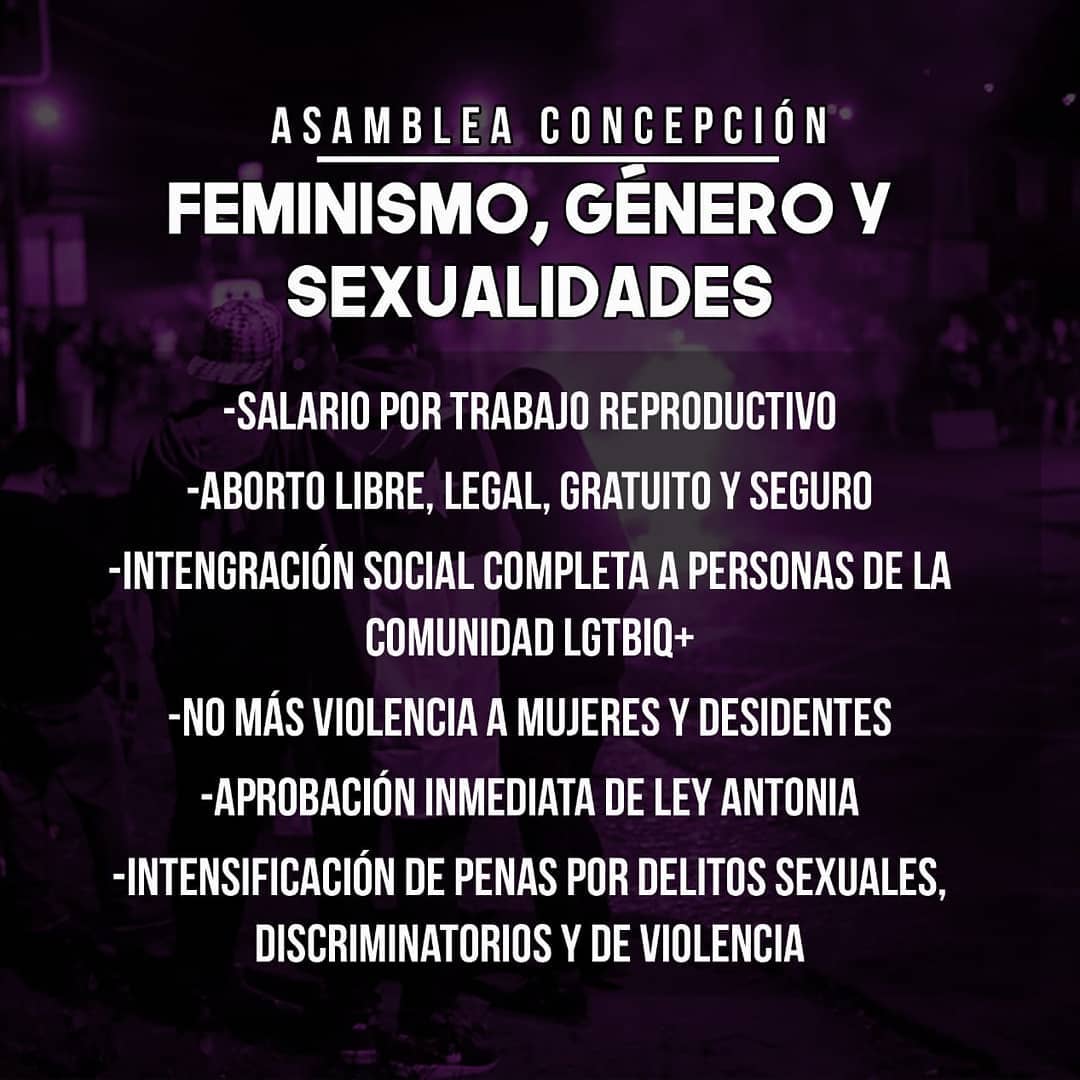 ASAMBLEA CONCEPCIÓN
FEMINISMO, GÉNERO Y
SEXUALIDADES
-SALARIO POR TRABAJO REPRODUCTIVO
-ABORTO LIBRE, LEGAL, GRATUITO Y SEGURO
-INTENGRACIÓN SOCIAL COMPLETA A PERSONAS DE LA
COMUNIDAD LGTBIQ+
-NO MÁS VIOLENCIA A MUJERES Y DESIDENTES
-APROBACIÓN INMEDIATA DE LEY ANTONIA
-INTENSIFICACIÓN DE PENAS POR DELITOS SEXUALES,
DISCRIMINATORIOS Y DE VIOLENCIA